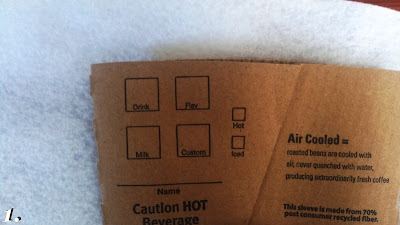 Drink
Flav
Milk
Custom
Hot
Iced
Name
Caution HOT
Beverage
Air Cooled =
roasted beans are cooled with
air, never quenched with water,
producing extraordinarily fresh coffee
This sleeve is made from 70%
post consumer recycled fiber.
1.